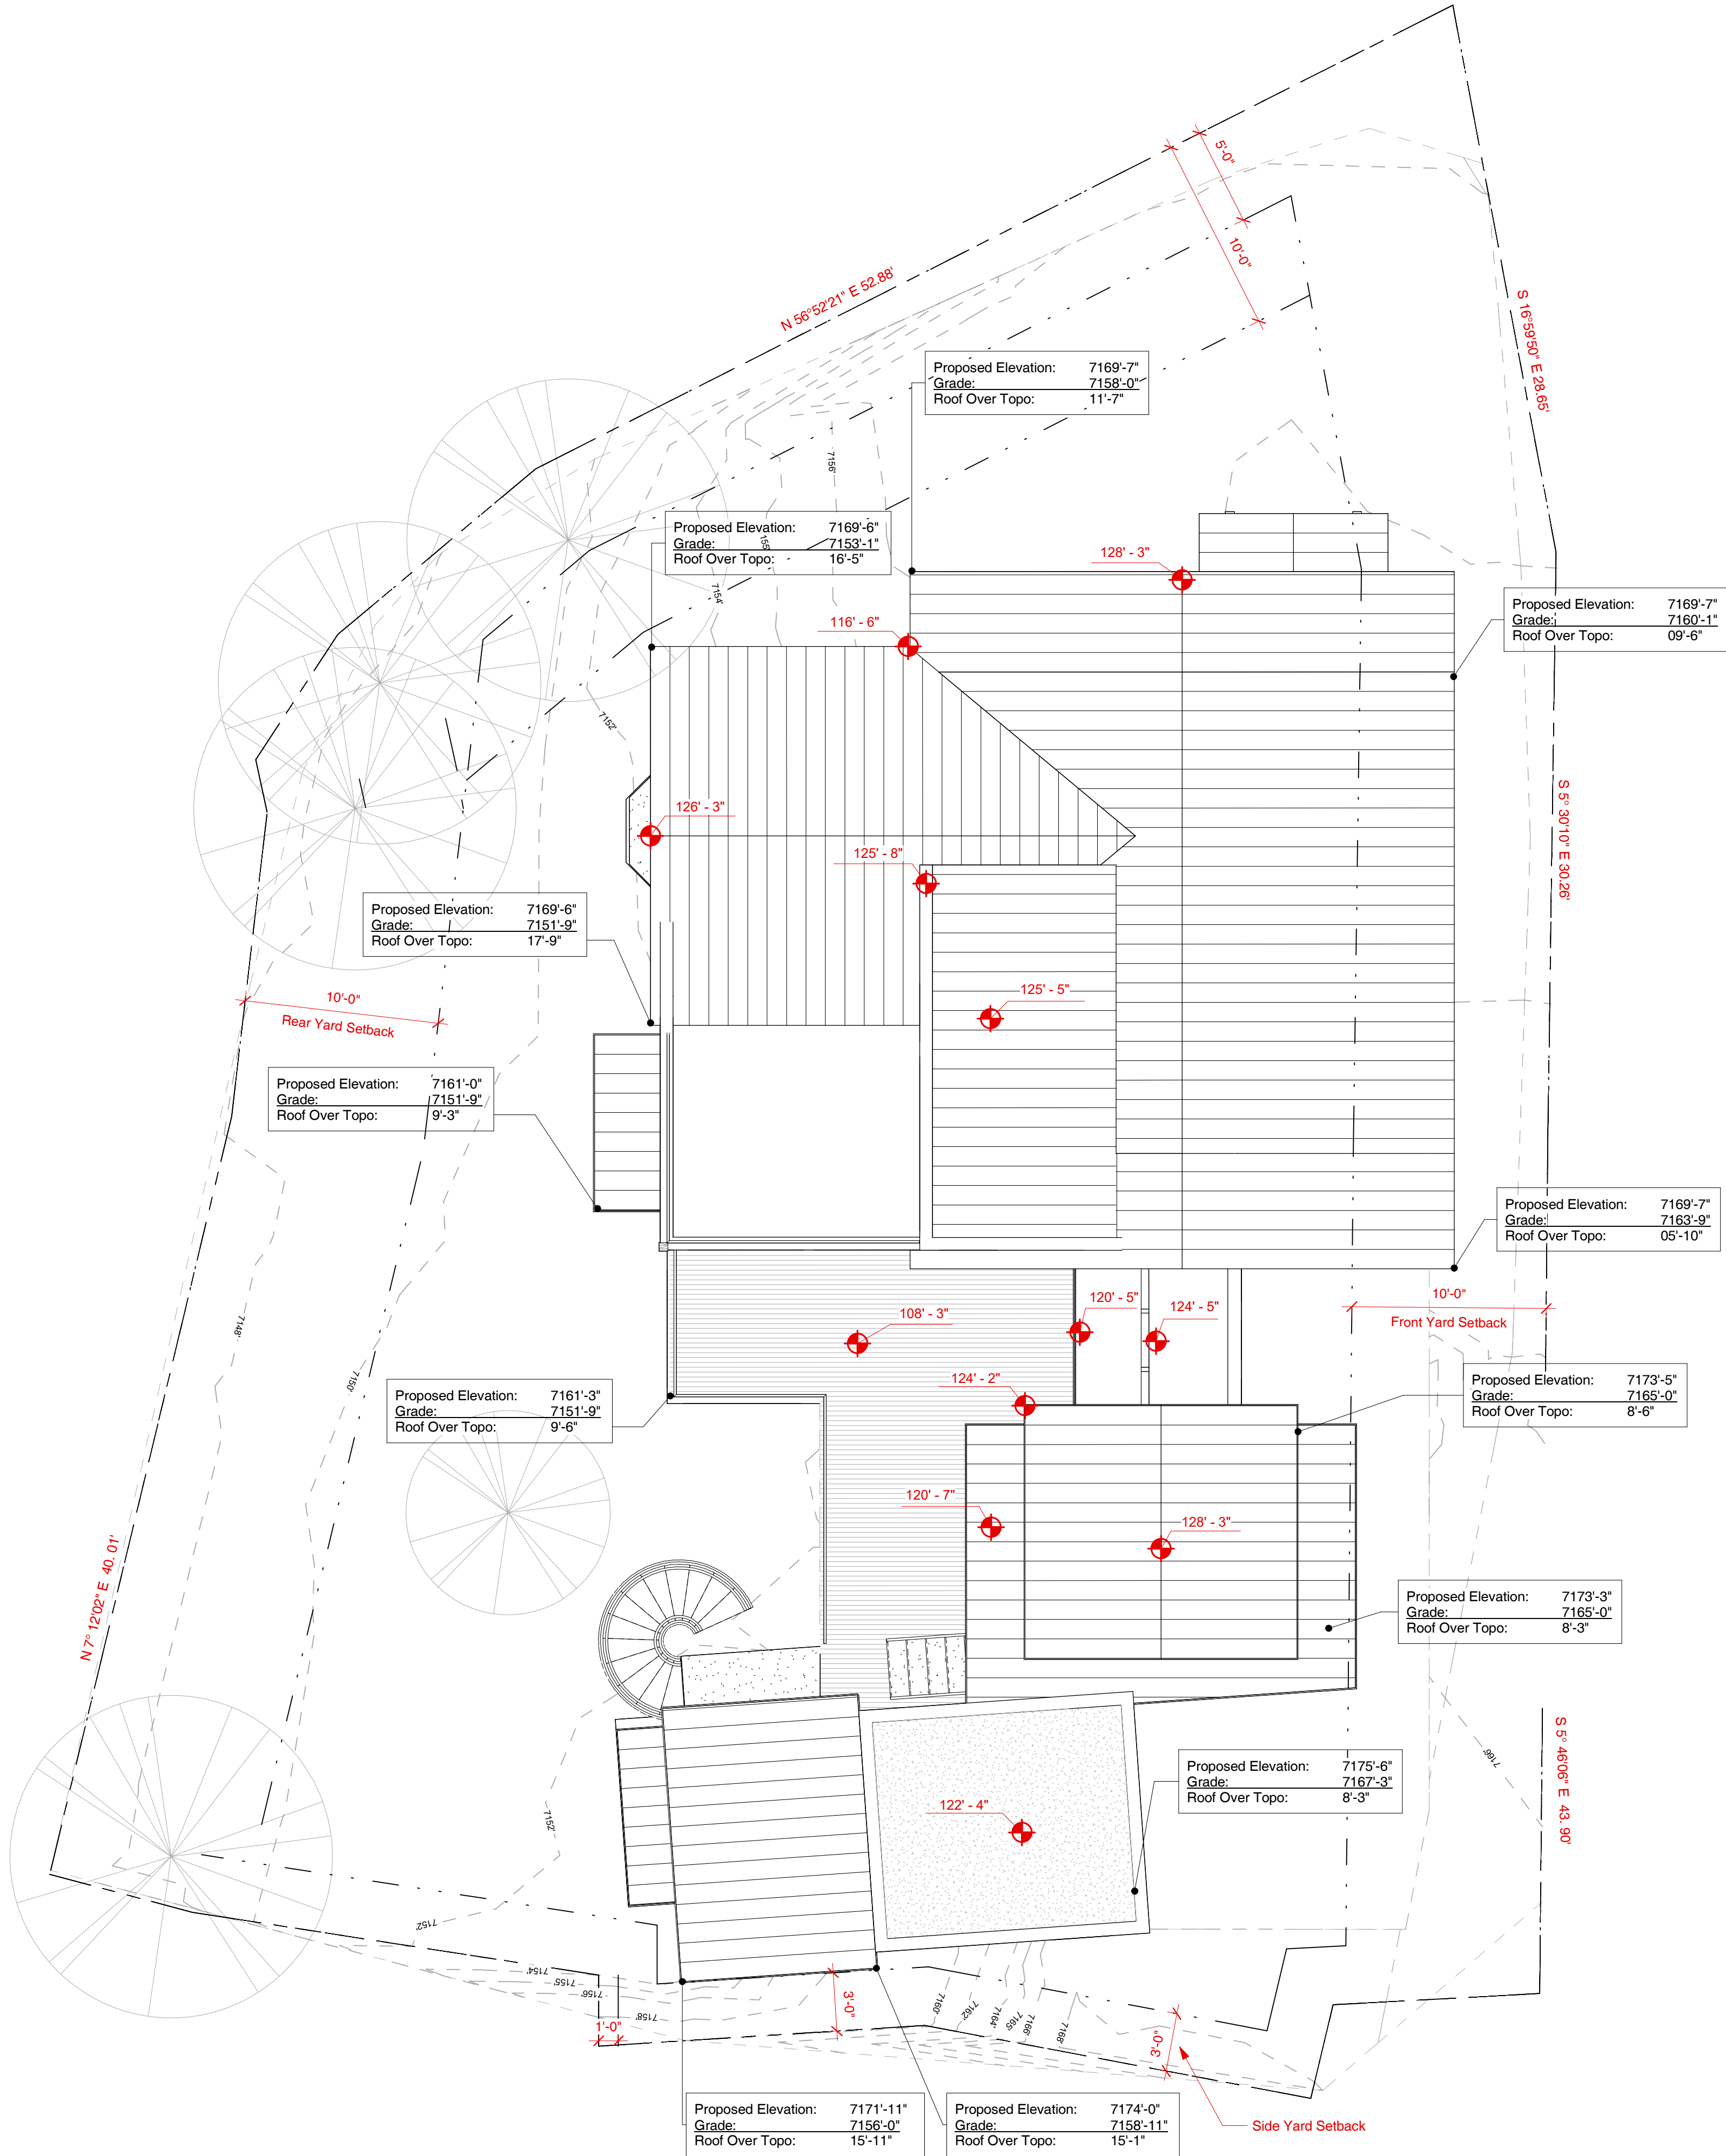 5'-0"
10'-0"
N 56°52'21" E 52.88'
S 16°59'50" E 28.65'
Proposed Elevation: 7169'-7"
Grade: 7158'-0"
Roof Over Topo: 11'-7"
7156'
Proposed Elevation: 7169'-6"
Grade: 7153'-1"
Roof Over Topo: 16'-5"
7154'
128' - 3"
Proposed Elevation: 7169'-7"
Grade: 7160'-1"
Roof Over Topo: 09'-6"
116' - 6"
7152'
126' - 3"
125' - 8"
S 5° 30'10" E 30.26'
Proposed Elevation: 7169'-6"
Grade: 7151'-9"
Roof Over Topo: 17'-9"
125' - 5"
10'-0"
Rear Yard Setback
Proposed Elevation: 7161'-0"
Grade: 7151'-9"
Roof Over Topo: 9'-3"
Proposed Elevation: 7169'-7"
Grade: 7163'-9"
Roof Over Topo: 05'-10"
7148'
108' - 3"
120' - 5"
124' - 5"
10'-0"
Front Yard Setback
7150'
124' - 2"
Proposed Elevation: 7161'-3"
Grade: 7151'-9"
Roof Over Topo: 9'-6"
Proposed Elevation: 7173'-5"
Grade: 7165'-0"
Roof Over Topo: 8'-6"
120' - 7"
128' - 3"
N 7° 12'02" E 40. 01'
Proposed Elevation: 7173'-3"
Grade: 7165'-0"
Roof Over Topo: 8'-3"
7166'
S 5° 46'06" E 43. 90'
Proposed Elevation: 7175'-6"
Grade: 7167'-3"
Roof Over Topo: 8'-3"
7152'
122' - 4"
7152'
7154'
7155'
7156'
7158'
1'-0"
3'-0"
7160'
7162'
7164'
7165'
7166'
7168'
3'-0"
Side Yard Setback
Proposed Elevation: 7171'-11"
Grade: 7156'-0"
Roof Over Topo: 15'-11"
Proposed Elevation: 7174'-0"
Grade: 7158'-11"
Roof Over Topo: 15'-1"